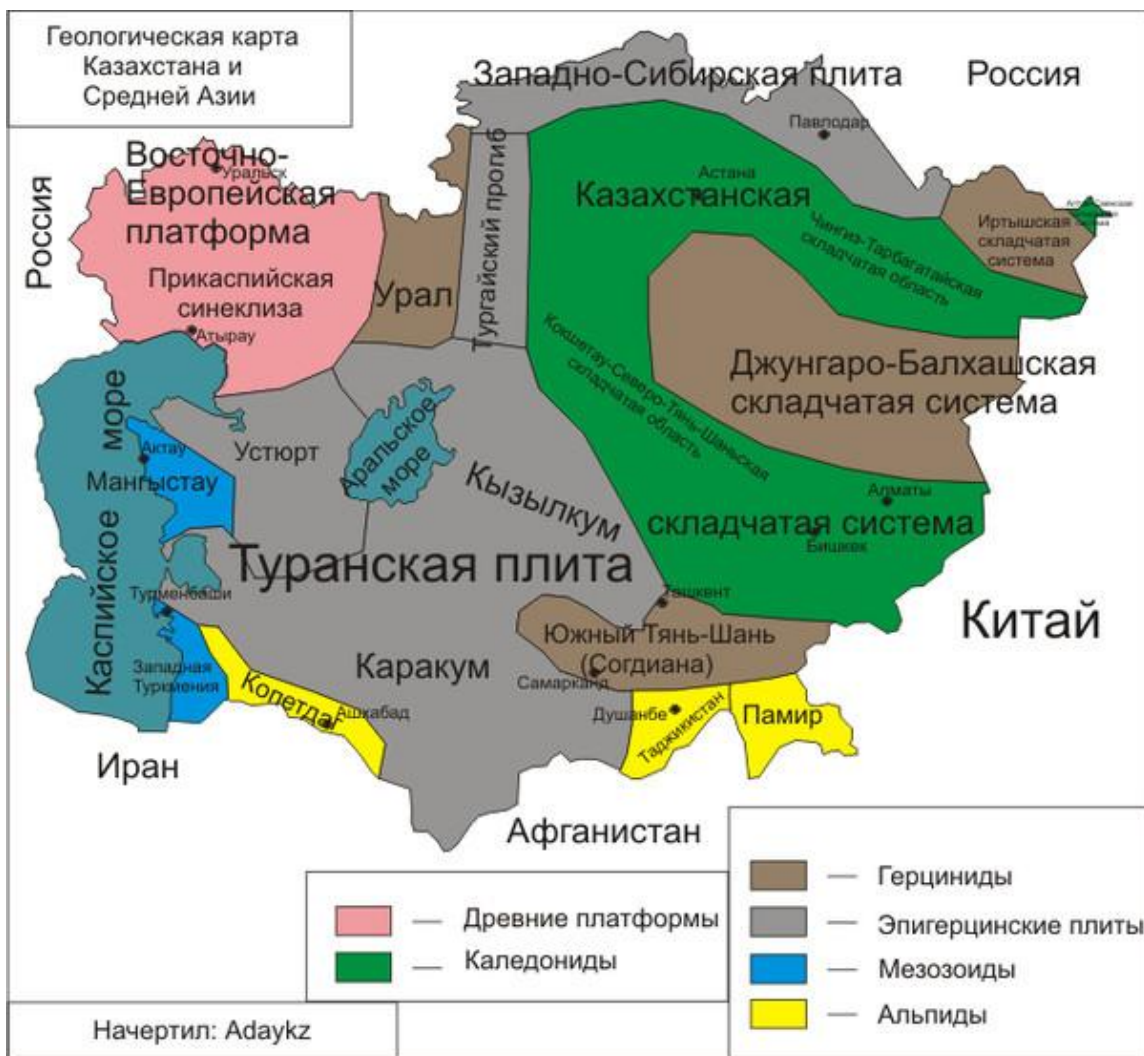 Геологическая карта
Казахстана и
Средней Азии
Западно-Сибирская плита
Россия
Павлодар
Россия
Восточно-
Уральск
Европейская
платформа
Прикаспийская
синеклиза
Атырау
Урал
Тургайский прогиб
Астана
Казахстанская
Чингиз-Тарбагатайская
складчатая область
Иртышская
складчатая
система
Кокшетау-Северо-Тянь-Шаньская
складчатая область
Джунгаро-Балхашская
складчатая система
Каспийское море
Актау
Мангыстау
Устюрт
Аральское
море
Кызылкум
Алматы
складчатая система
Бишкек
Туранская плита
Турменбаши
Ташкент
Китай
Южный Тянь-Шань
(Согдиана)
Каракум
Западная
Туркмения
Самарканд
Копетдаг
Ашхабад
Душанбе
Таджикистан
Памир
Иран
Афганистан
Древние платформы
Каледониды
Герциниды
Эпигерцинские плиты
Мезозоиды
Альпиды
Начертил: Adaykz